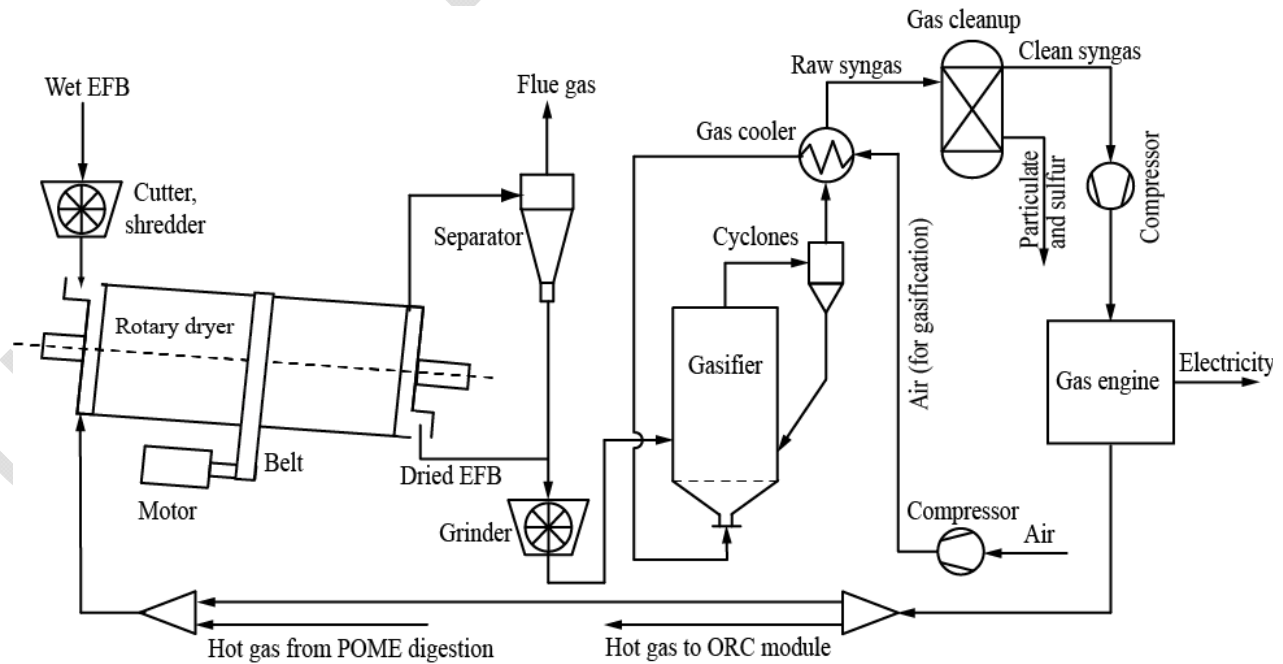 Gas cleanup
Raw syngas
Clean syngas
Wet EFB
Flue gas
Gas cooler
Cutter,
shredder
Separator
Cyclones
Particulate
and sulfur
Compressor
Rotary dryer
Gasifier
Air (for gasification)
Gas engine
Electricity
Belt
Dried EFB
Motor
Grinder
Compressor
Air
Hot gas from POME digestion
Hot gas to ORC module